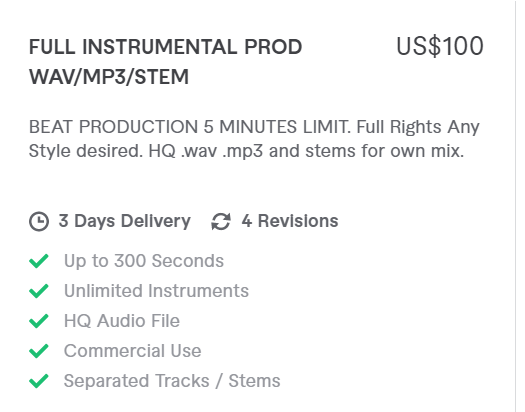 FULL INSTRUMENTAL PROD
US$100
WAV/MP3/STEM
BEAT PRODUCTION 5 MINUTES LIMIT. Full Rights Any
Style desired. HQ .wav .mp3 and stems for own mix.
3 Days Delivery
4 Revisions
Up to 300 Seconds
Unlimited Instruments
HQ Audio File
Commercial Use
Separated Tracks / Stems